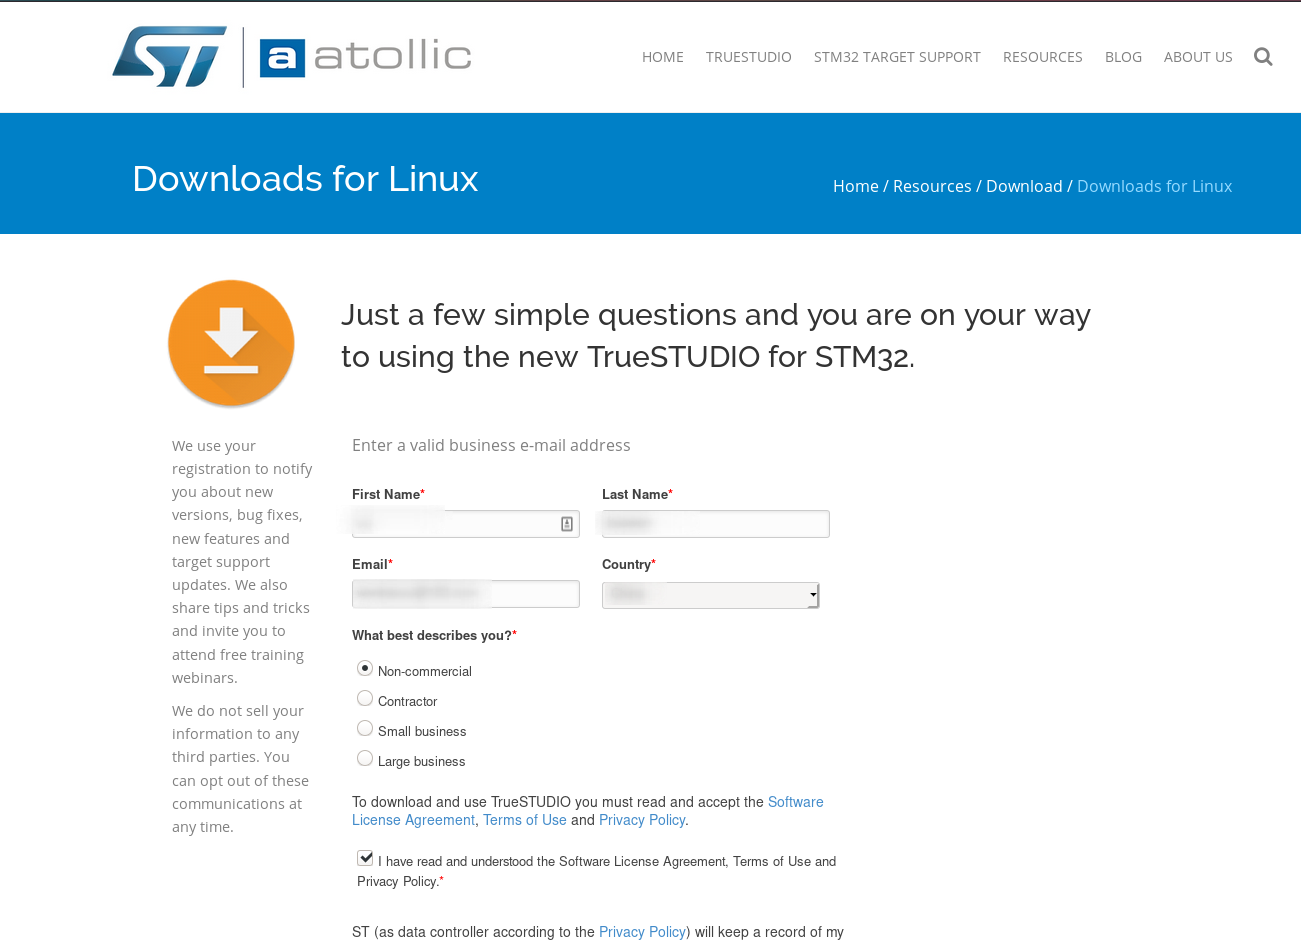 ST a atollic
HOME TRUESTUDIO STM32 TARGET SUPPORT RESOURCES BLOG ABOUT US
Downloads for Linux
Home / Resources / Download / Downloads for Linux
Just a few simple questions and you are on your way
to using the new TrueSTUDIO for STM32.
We use your
registration to notify
you about new
versions, bug fixes,
new features and
target support
updates. We also
share tips and tricks
and invite you to
attend free training
webinars.
We do not sell your
information to any
third parties. You
can opt out of these
communications at
any time.
Enter a valid business e-mail address
First Name* Last Name*
Email* Country*
What best describes you?*
Non-commercial
Contractor
Small business
Large business
To download and use TrueSTUDIO you must read and accept the Software
License Agreement, Terms of Use and Privacy Policy.
I have read and understood the Software License Agreement, Terms of Use and
Privacy Policy.*
ST (as data controller according to the Privacy Policy) will keep a record of my